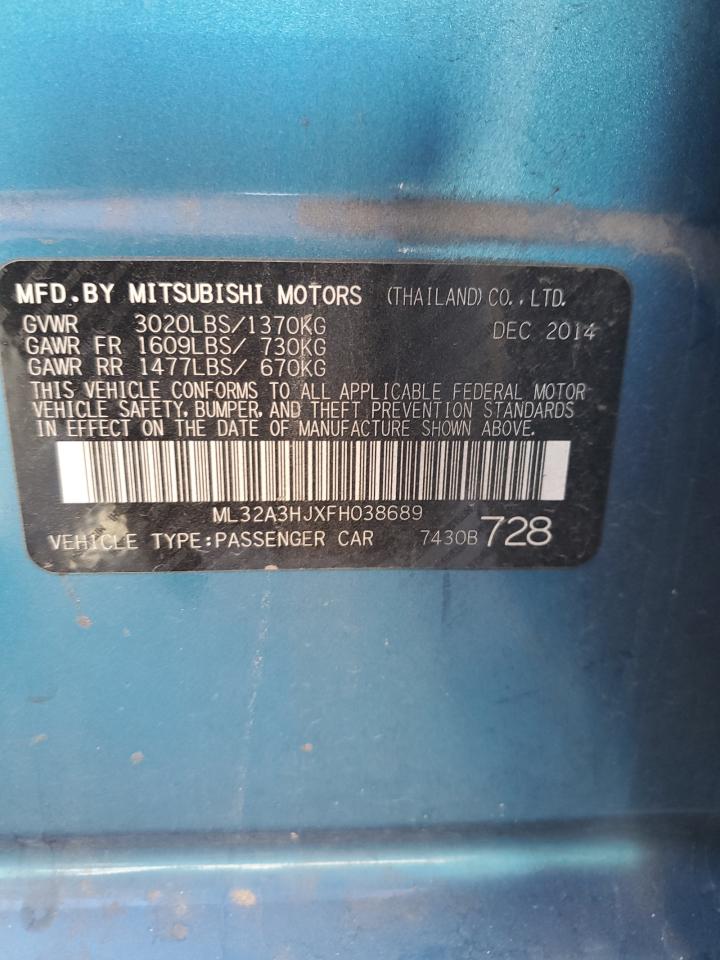 MFD.BY MITSUBISHI MOTORS (THAILAND)CO.,LTD.
GVWR 3020LBS/1370KG DEC 2014
GAWR FR 1609LBS/ 730KG
GAWR RR 1477LBS/ 670KG
THIS VEHICLE CONFORMS TO ALL APPLICABLE FEDERAL MOTOR
VEHICLE SAFETY, BUMPER, AND THEFT PREVENTION STANDARDS
IN EFFECT ON THE DATE OF MANUFACTURE SHOWN ABOVE.
ML32A3HJXFH038689
VEHICLE TYPE:PASSENGER CAR 7430B 728